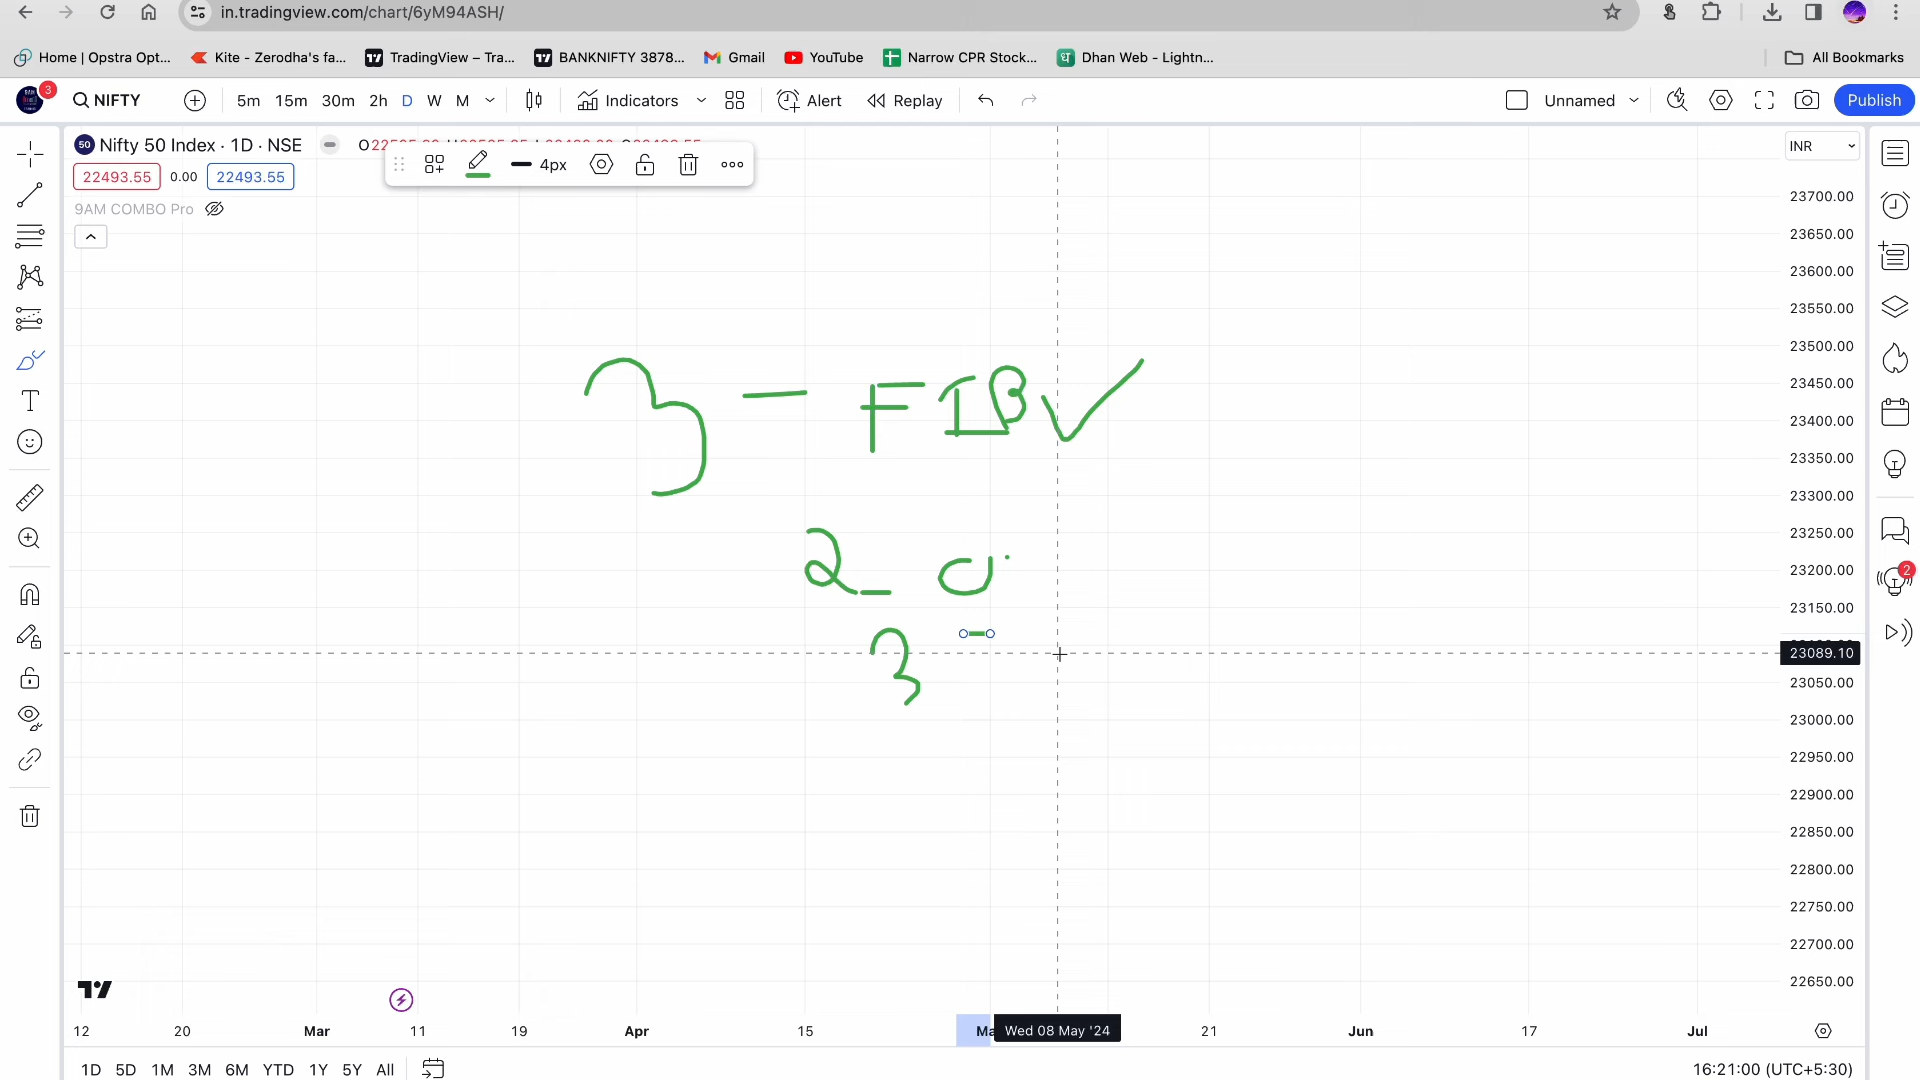 in.tradingview.com/chart/6yM94ASH/
Home | Opstra Opt... Kite - Zerodha's fa... TradingView – Tra... BANKNIFTY 3878... Gmail YouTube Narrow CPR Stock... Dhan Web - Lightn... All Bookmarks
3 NIFTY 5m 15m 30m 2h D W M Indicators Alert Replay Unnamed Publish
50 Nifty 50 Index · 1D · NSE INR
4px
22493.55 0.00 22493.55
9AM COMBO Pro
23700.00
23650.00
23600.00
23550.00
23500.00
23450.00
3 – FIB
23400.00
23350.00
23300.00
23250.00
2
23200.00
23150.00
3
23089.10
23050.00
23000.00
22950.00
22900.00
22850.00
22800.00
22750.00
22700.00
22650.00
12 20 Mar 11 19 Apr 15 Wed 08 May '24 21 Jun 17 Jul
1D 5D 1M 3M 6M YTD 1Y 5Y All 16:21:00 (UTC+5:30)